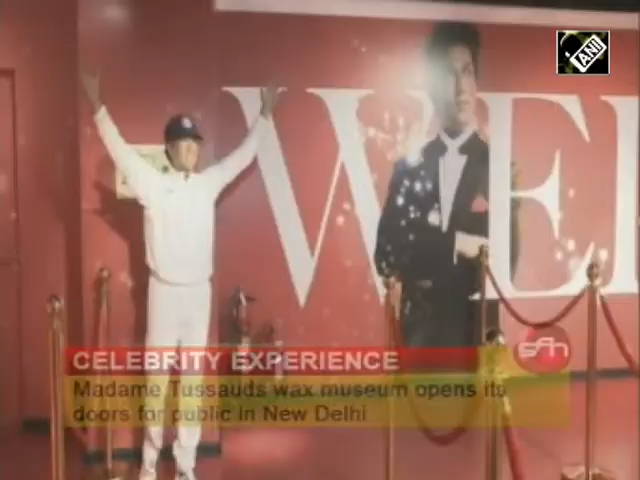 ANI
WEL
CELEBRITY EXPERIENCE
Madame Tussauds wax museum opens its
doors for public in New Delhi